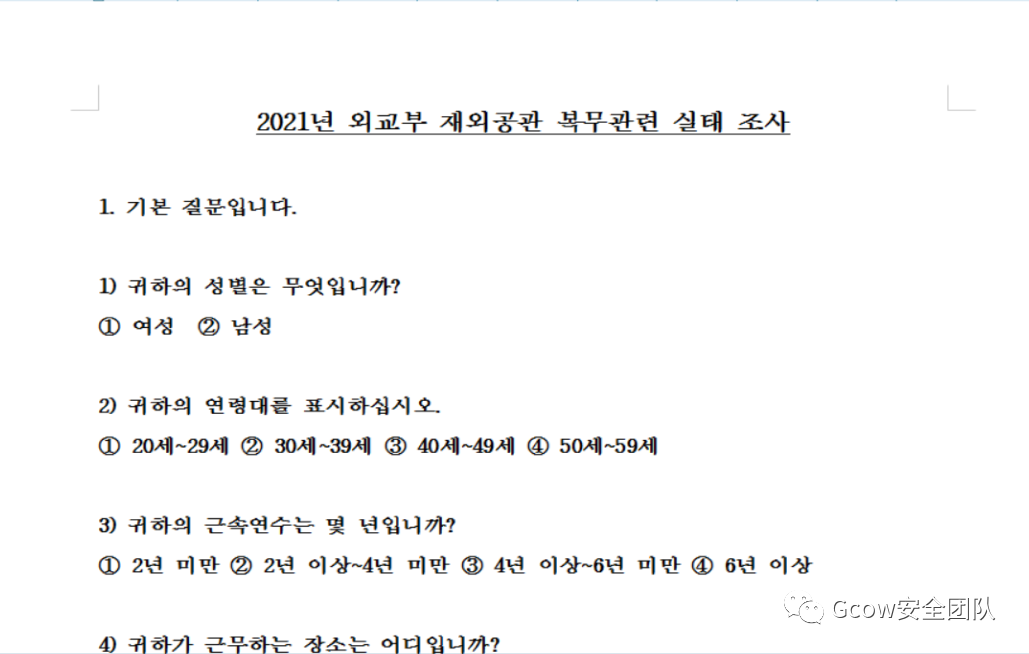 2021년 외교부 재외공관 복무관련 실태 조사
1. 기본 질문입니다.
1) 귀하의 성별은 무엇입니까?
① 여성 ② 남성
2) 귀하의 연령대를 표시하십시오.
① 20세~29세 ② 30세~39세 ③ 40세~49세 ④ 50세~59세
3) 귀하의 근속연수는 몇 년입니까?
① 2년 미만 ② 2년 이상~4년 미만 ③ 4년 이상~6년 미만 ④ 6년 이상
Gcow安全团队
4) 귀하가 근무하는 장소는 어디입니까?